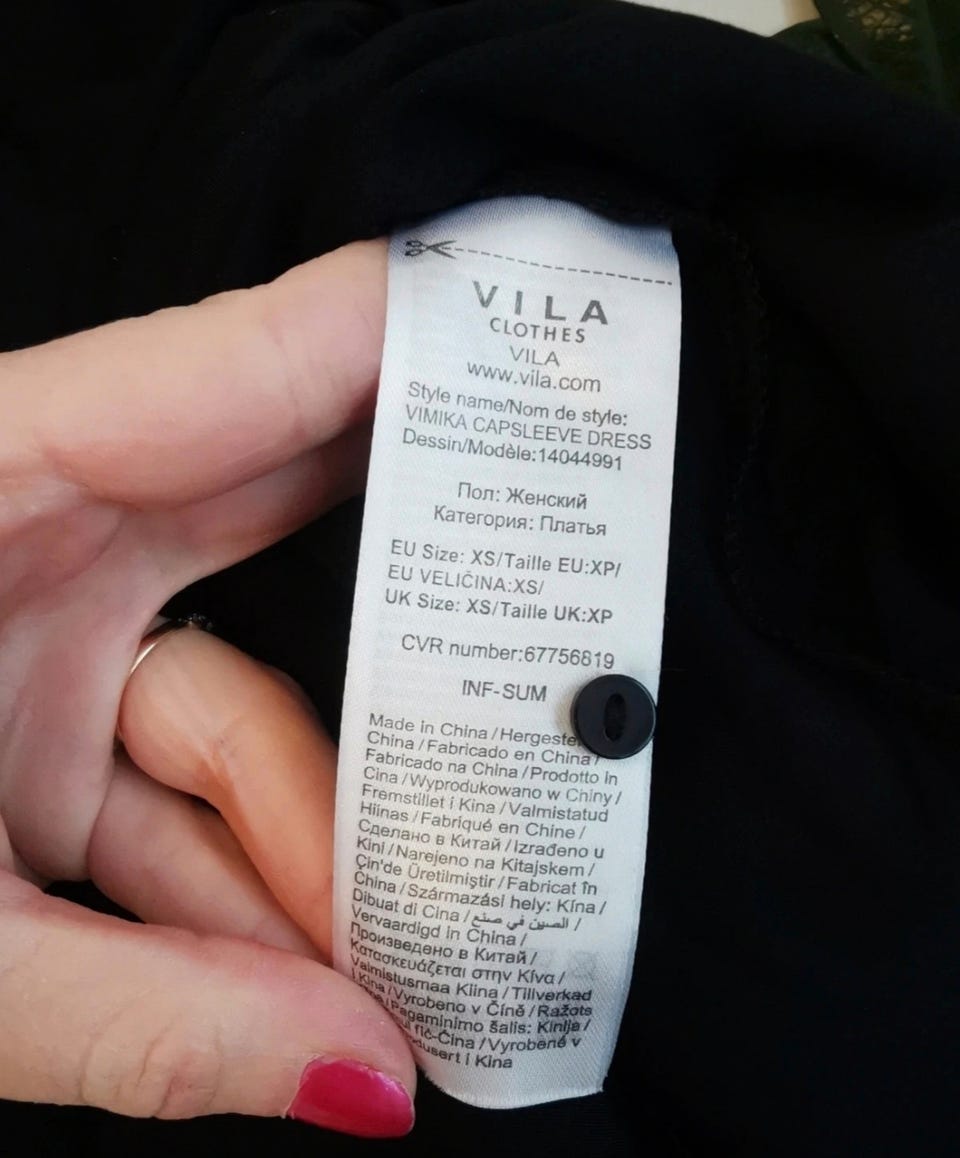 VILA
CLOTHES
VILA
www.vila.com
Style name/Nom de style:
VIMIKA CAPSLEEVE DRESS
Dessin/Modèle:14044991
Пол: Женский
Категория: Платья
EU Size: XS/Taille EU:XP/
EU VELIČINA:XS/
UK Size: XS/Taille UK:XP
CVR number:67756819
INF-SUM
Made in China/
China/Fabricado en China/
Fabricado na China/Prodotto in
Cina/Wyprodukowano w Chiny/
Fremstillet i Kina/Valmistatud
Hiinas/Fabriqué en Chine/
Сделано в Китай/Izrađeno u
Kini/Narejeno na Kitajskem/
Çin'de Üretilmiştir/Fabricat în
China/Származási hely: Kína/
Dibuat di Cina/الصين في صنع/
Vervaardigd in China/
Произведено в Китай/
Κατασκευάζεται στην Κίνα/
Valmistusmaa Kiina/Tillverkad
i Kina/Vyrobeno v Číně/Ražots
Pagaminimo šalis: Kinija/
fić-Čina/Vyrobené v
i Kina